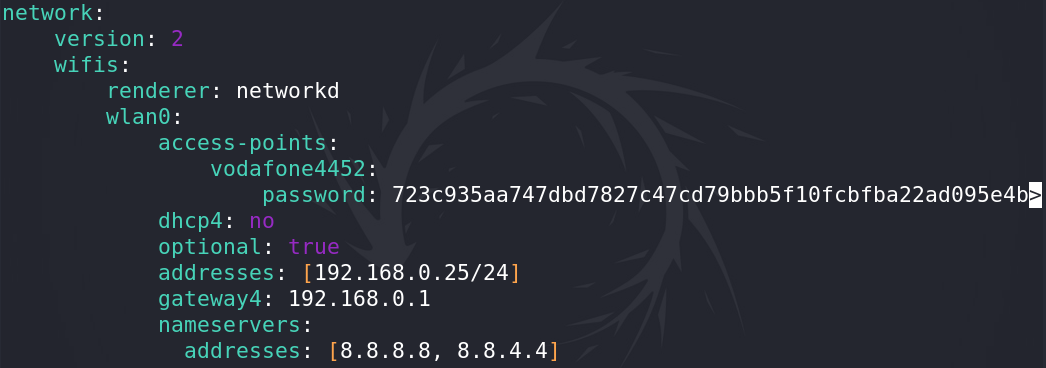 network:
    version: 2
    wifis:
        renderer: networkd
        wlan0:
            access-points:
                vodafone4452:
                    password: 723c935aa747dbd7827c47cd79bbb5f10fcbfba22ad095e4b>
            dhcp4: no
            optional: true
            addresses: [192.168.0.25/24]
            gateway4: 192.168.0.1
            nameservers:
              addresses: [8.8.8.8, 8.8.4.4]